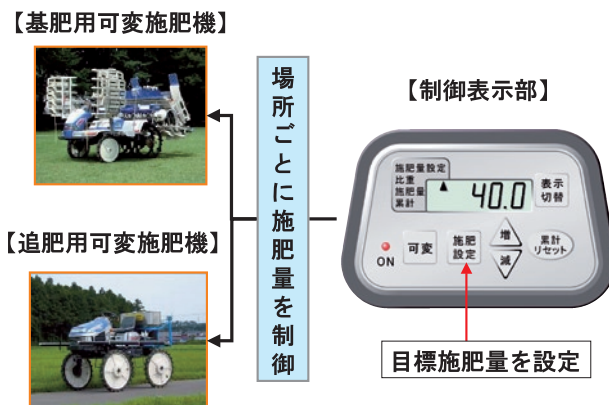 【基肥用可変施肥機】
【追肥用可変施肥機】
場所ごとに施肥量を制御
【制御表示部】
施肥量設定
比重
施肥量
累計
40.0
表示
切替
ON
可変
施肥
設定
増
減
累計
リセット
目標施肥量を設定